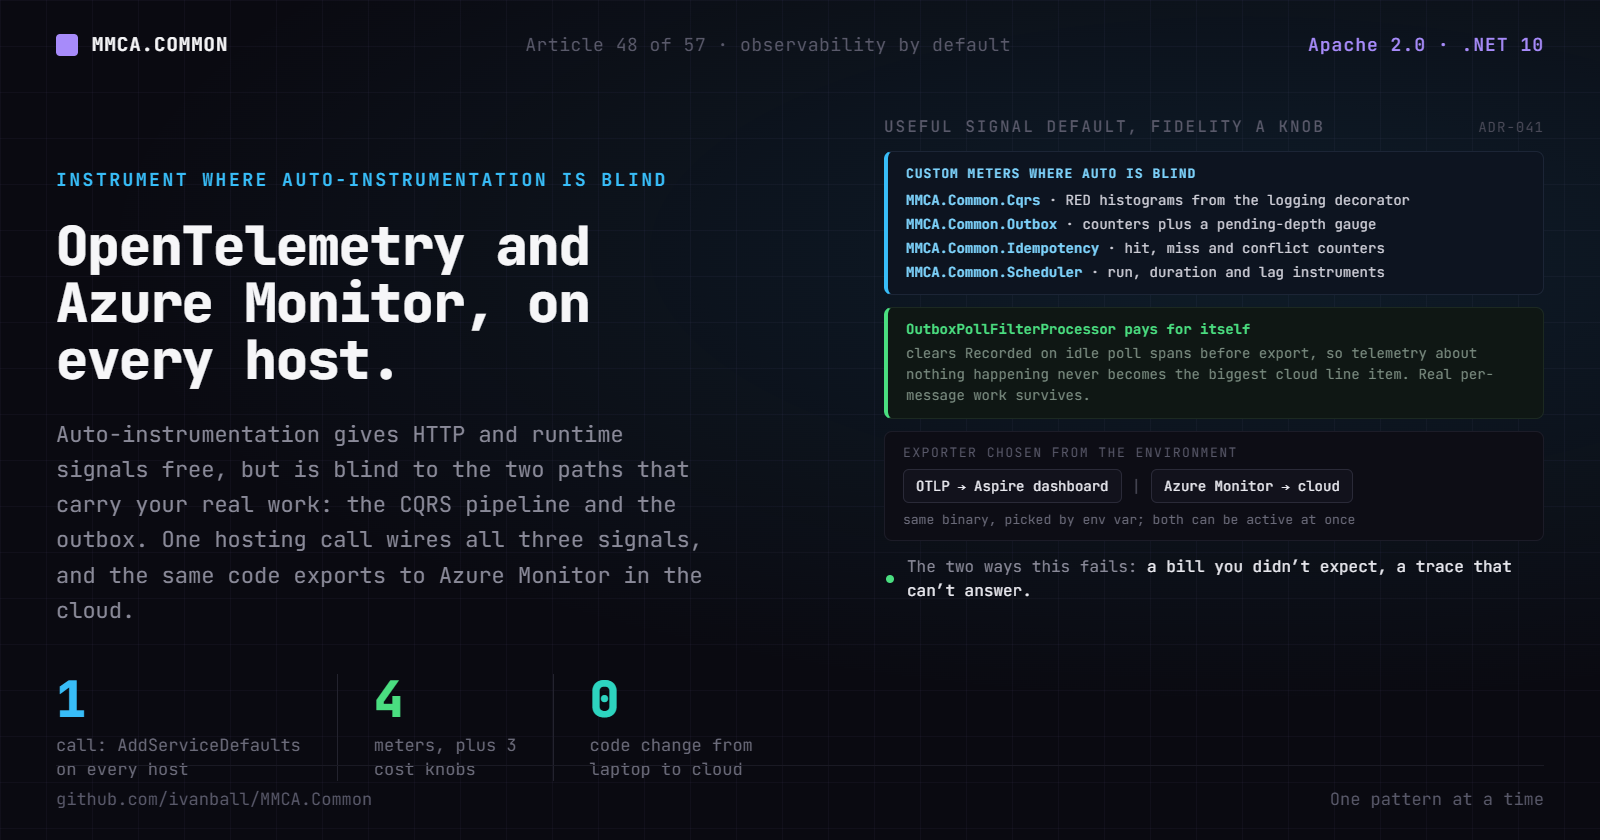 MMCA.COMMON
Article 48 of 57 · observability by default
Apache 2.0 · .NET 10
INSTRUMENT WHERE AUTO-INSTRUMENTATION IS BLIND
OpenTelemetry and
Azure Monitor, on
every host.
Auto-instrumentation gives HTTP and runtime
signals free, but is blind to the two paths that
carry your real work: the CQRS pipeline and the
outbox. One hosting call wires all three signals,
and the same code exports to Azure Monitor in the
cloud.
1
call: AddServiceDefaults
on every host
4
meters, plus 3
cost knobs
0
code change from
laptop to cloud
USEFUL SIGNAL DEFAULT, FIDELITY A KNOB
ADR-041
CUSTOM METERS WHERE AUTO IS BLIND
MMCA.Common.Cqrs · RED histograms from the logging decorator
MMCA.Common.Outbox · counters plus a pending-depth gauge
MMCA.Common.Idempotency · hit, miss and conflict counters
MMCA.Common.Scheduler · run, duration and lag instruments
OutboxPollFilterProcessor pays for itself
clears Recorded on idle poll spans before export, so telemetry about
nothing happening never becomes the biggest cloud line item. Real per-
message work survives.
EXPORTER CHOSEN FROM THE ENVIRONMENT
OTLP → Aspire dashboard | Azure Monitor → cloud
same binary, picked by env var; both can be active at once
The two ways this fails: a bill you didn’t expect, a trace that
can’t answer.
github.com/ivanball/MMCA.Common
One pattern at a time